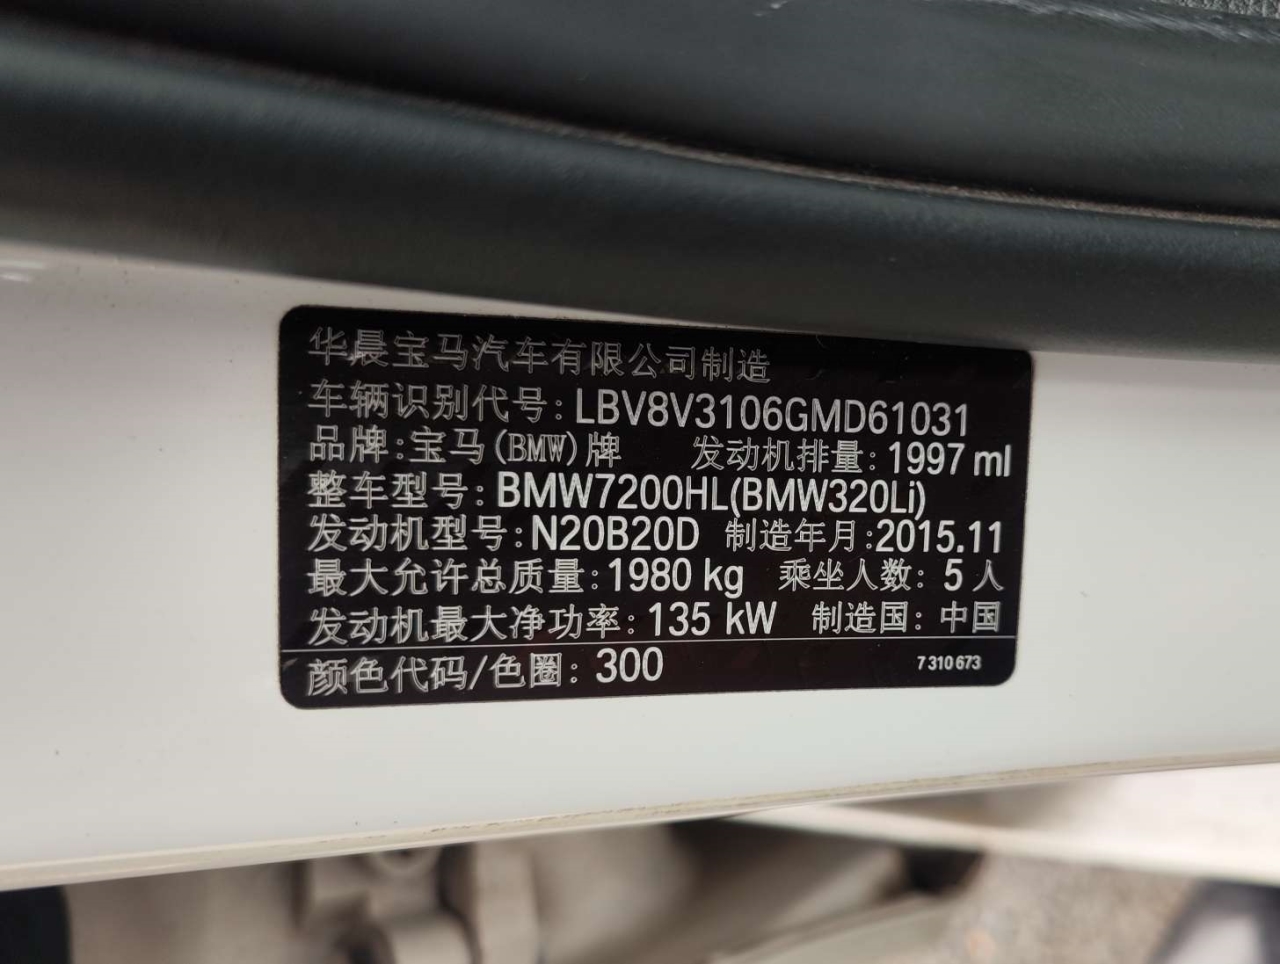 华晨宝马汽车有限公司制造
车辆识别代号: LBV8V3106GMD61031
品牌: 宝马(BMW)牌 发动机排量: 1997 ml
整车型号: BMW7200HL(BMW320Li)
发动机型号: N20B20D 制造年月:2015.11
最大允许总质量: 1980 kg 乘坐人数: 5 人
发动机最大净功率: 135 kW 制造国: 中国
颜色代码/色圈: 300 7 310 673